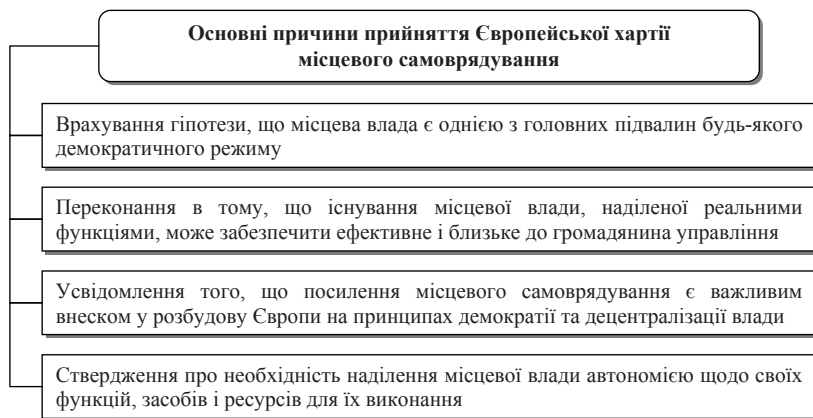 Основні причини прийняття Європейської хартії
місцевого самоврядування
Врахування гіпотези, що місцева влада є однією з головних підвалин будь-якого
демократичного режиму
Переконання в тому, що існування місцевої влади, наділеної реальними
функціями, може забезпечити ефективне і близьке до громадянина управління
Усвідомлення того, що посилення місцевого самоврядування є важливим
внеском у розбудову Європи на принципах демократії та децентралізації влади
Ствердження про необхідність наділення місцевої влади автономією щодо своїх
функцій, засобів і ресурсів для їх виконання